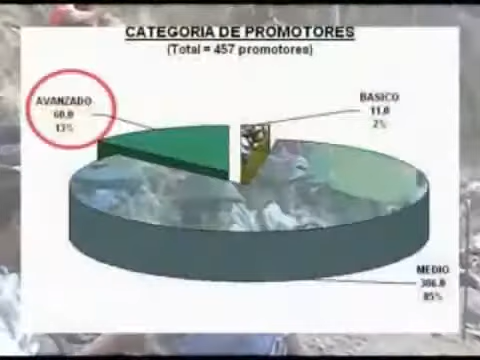 CATEGORIA DE PROMOTORES
(Total = 457 promotores)
AVANZADO
60.0
13%
BASICO
11.0
2%
MEDIO
386.0
85%